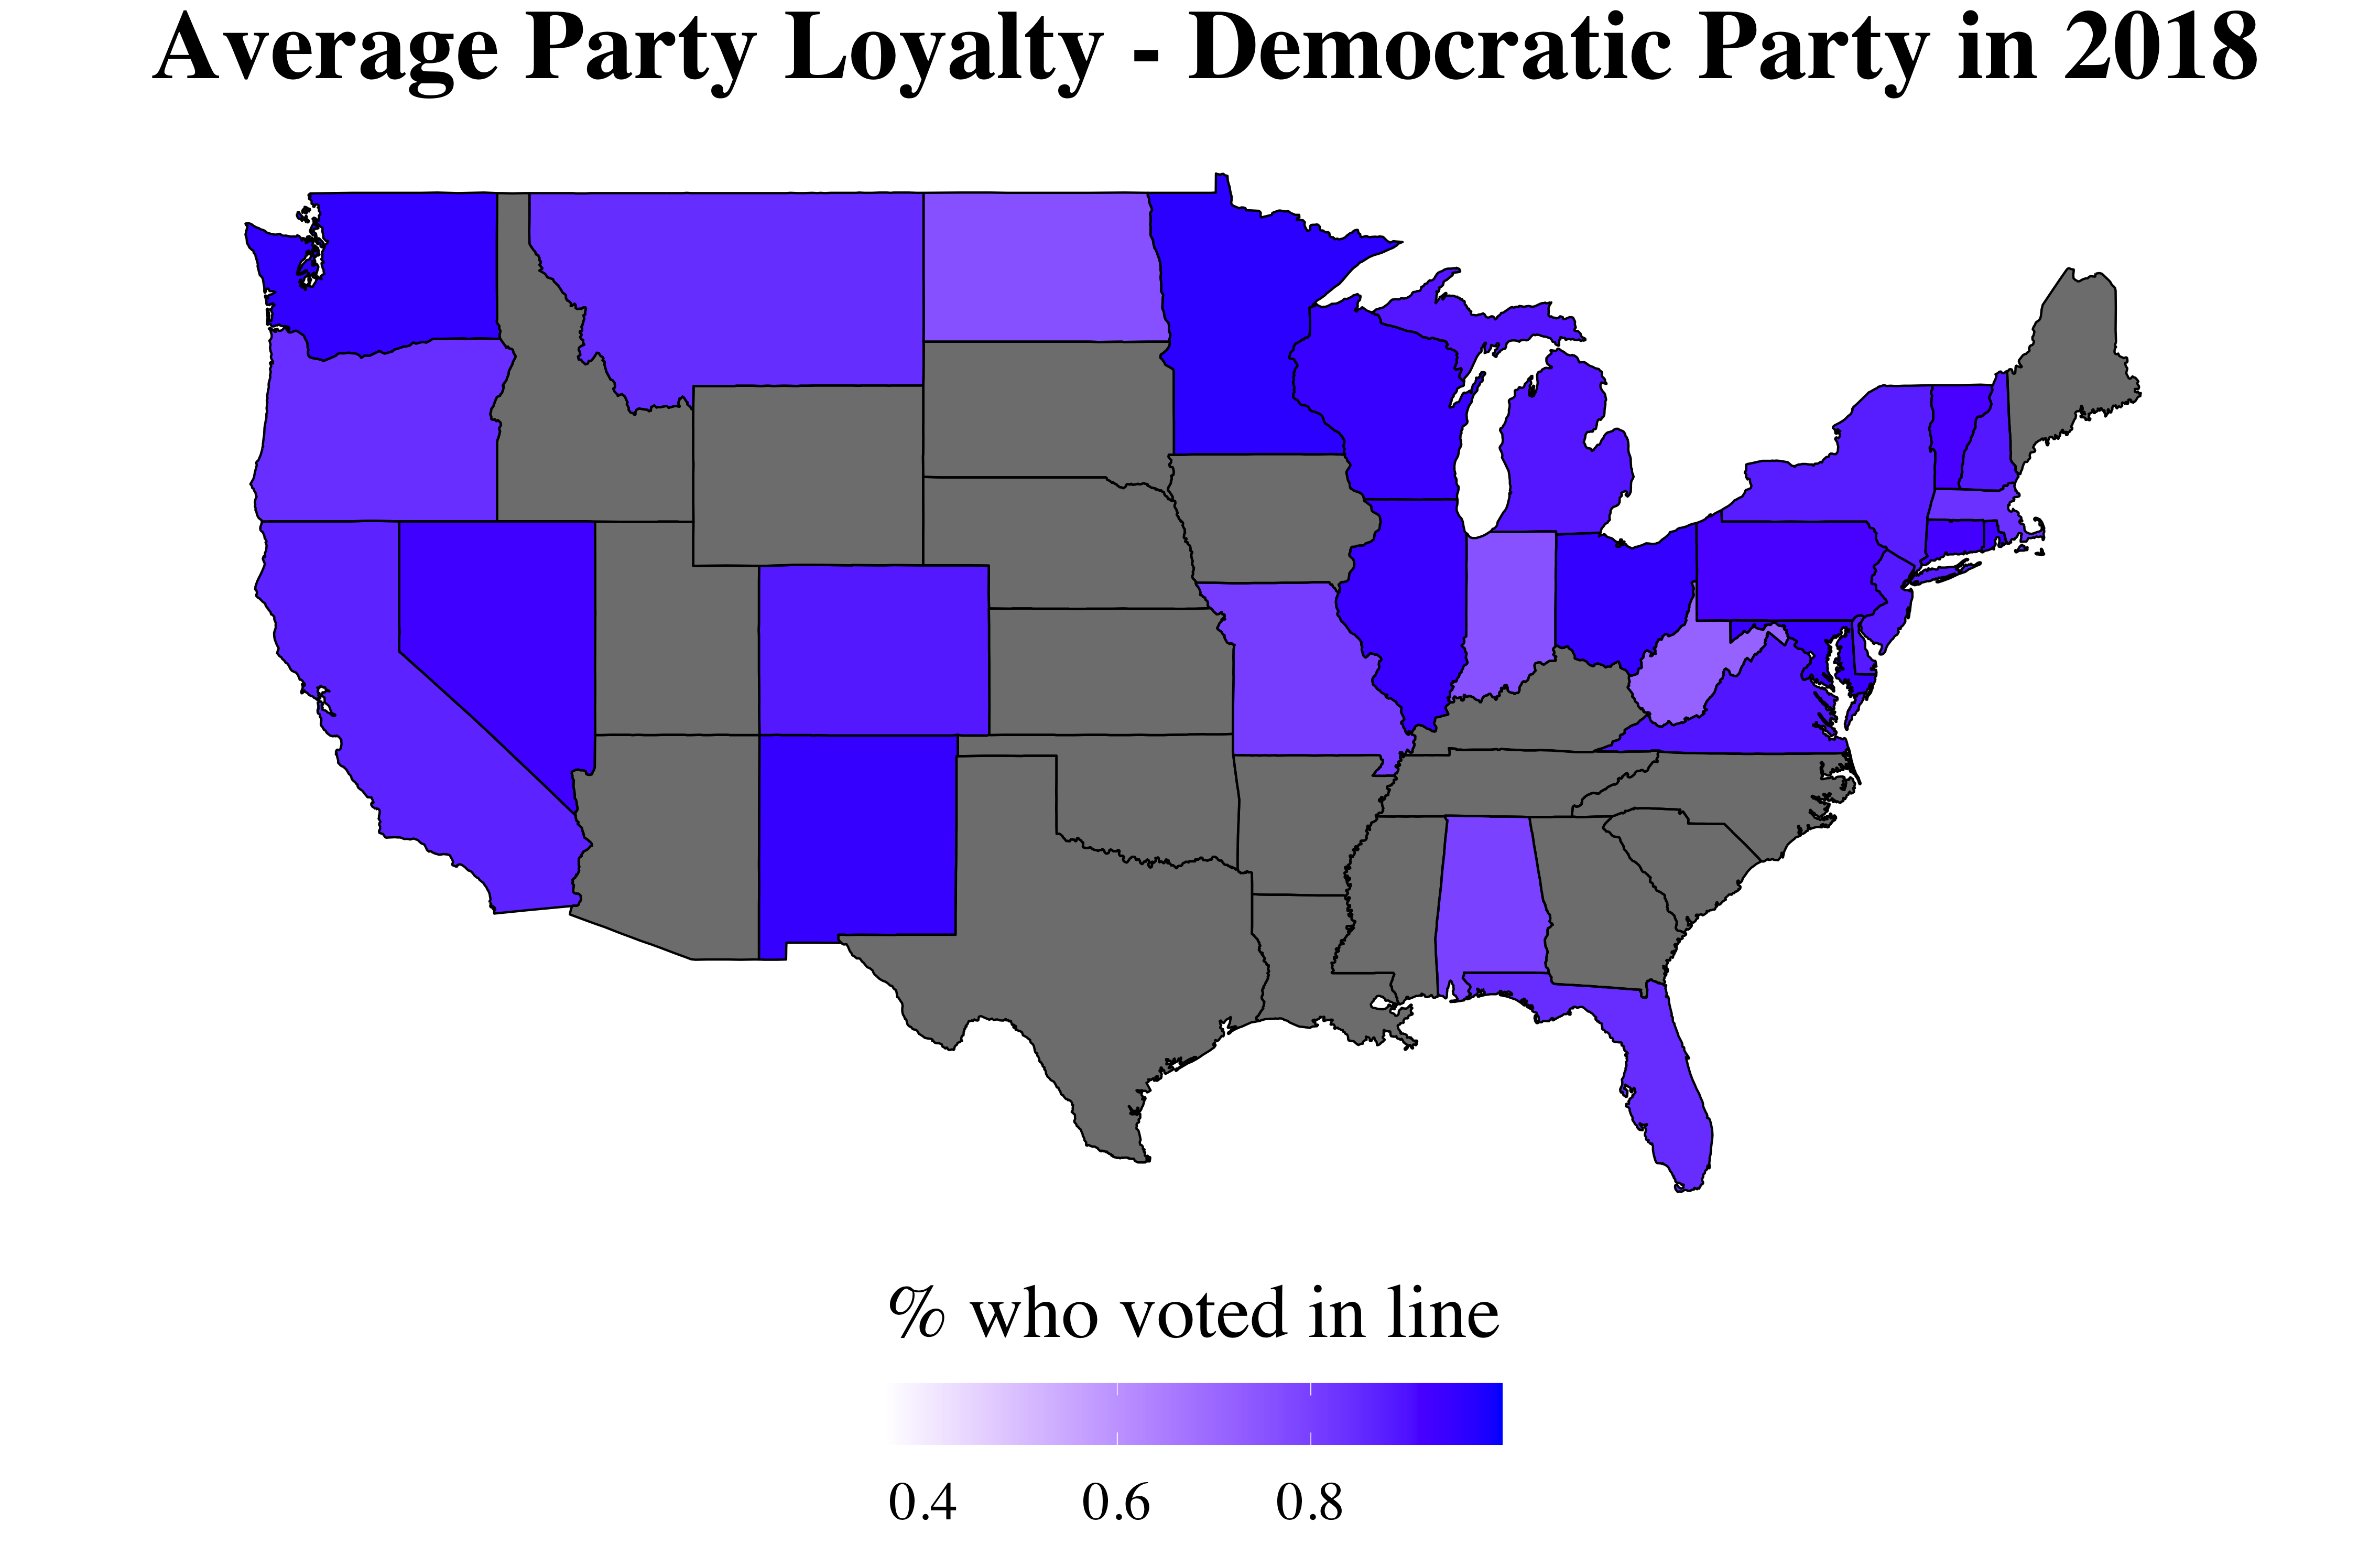 Average Party Loyalty - Democratic Party in 2018
% who voted in line
0.4 0.6 0.8